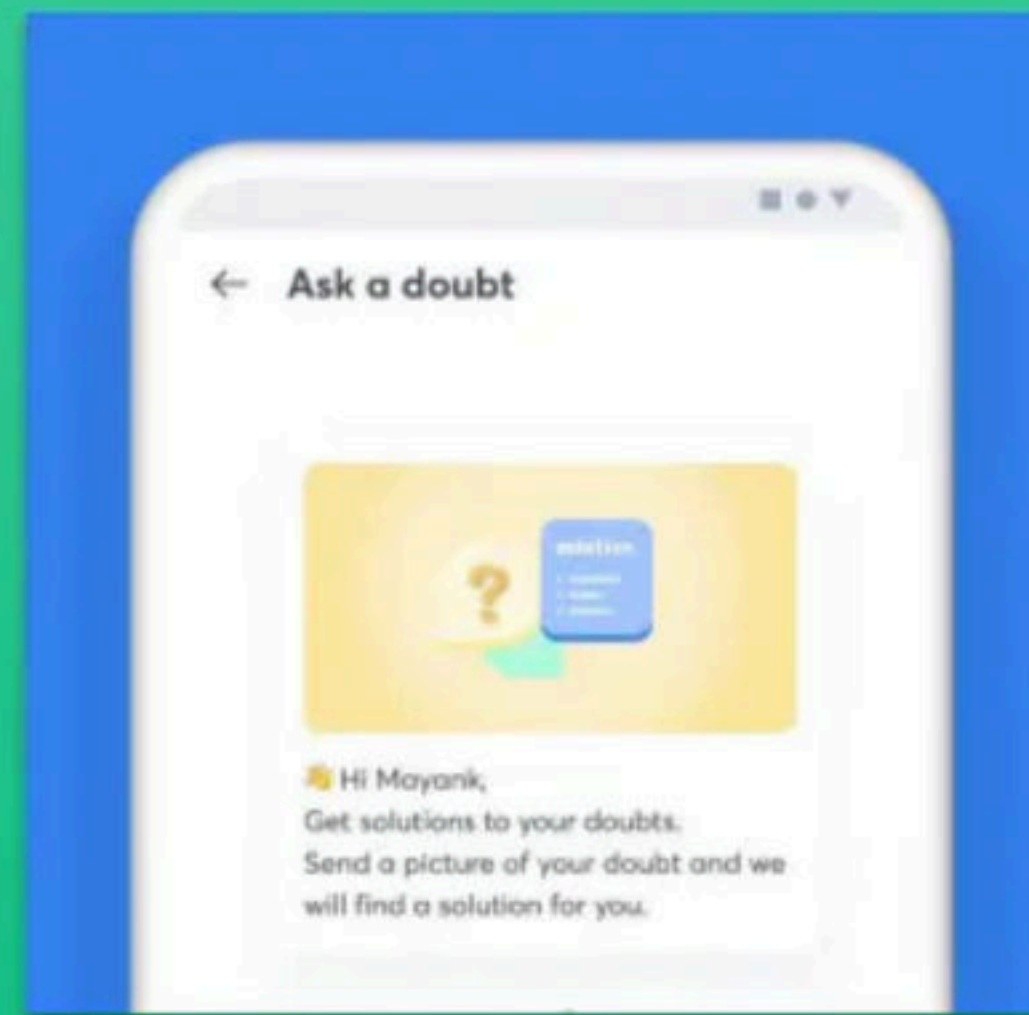 Ask a doubt
solution
Hi Mayank,
Get solutions to your doubts.
Send a picture of your doubt and we
will find a solution for you.